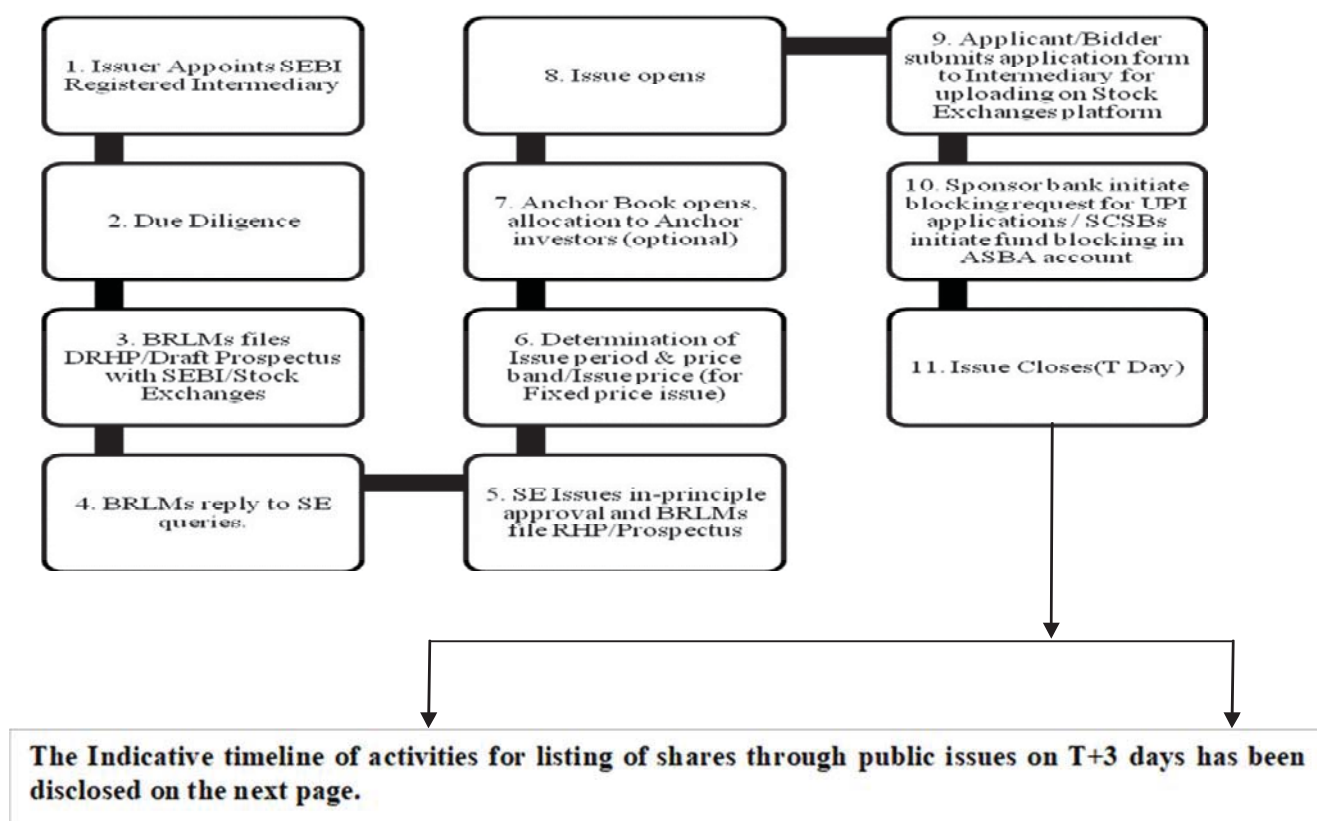 1. Issuer Appoints SEBI
Registered Intermediary
2. Due Diligence
3. BRLMs files
DRHP/Draft Prospectus
with SEBI/Stock
Exchanges
4. BRLMs reply to SE
queries.
5. SE Issues in-principle
approval and BRLMs
file RHP/Prospectus
6. Determination of
Issue period & price
band/Issue price (for
Fixed price issue)
7. Anchor Book opens,
allocation to Anchor
investors (optional)
8. Issue opens
9. Applicant/Bidder
submits application form
to Intermediary for
uploading on Stock
Exchanges platform
10. Sponsor bank initiate
blocking request for UPI
applications / SCSBs
initiate fund blocking in
ASBA account
11. Issue Closes(T Day)
The Indicative timeline of activities for listing of shares through public issues on T+3 days has been
disclosed on the next page.